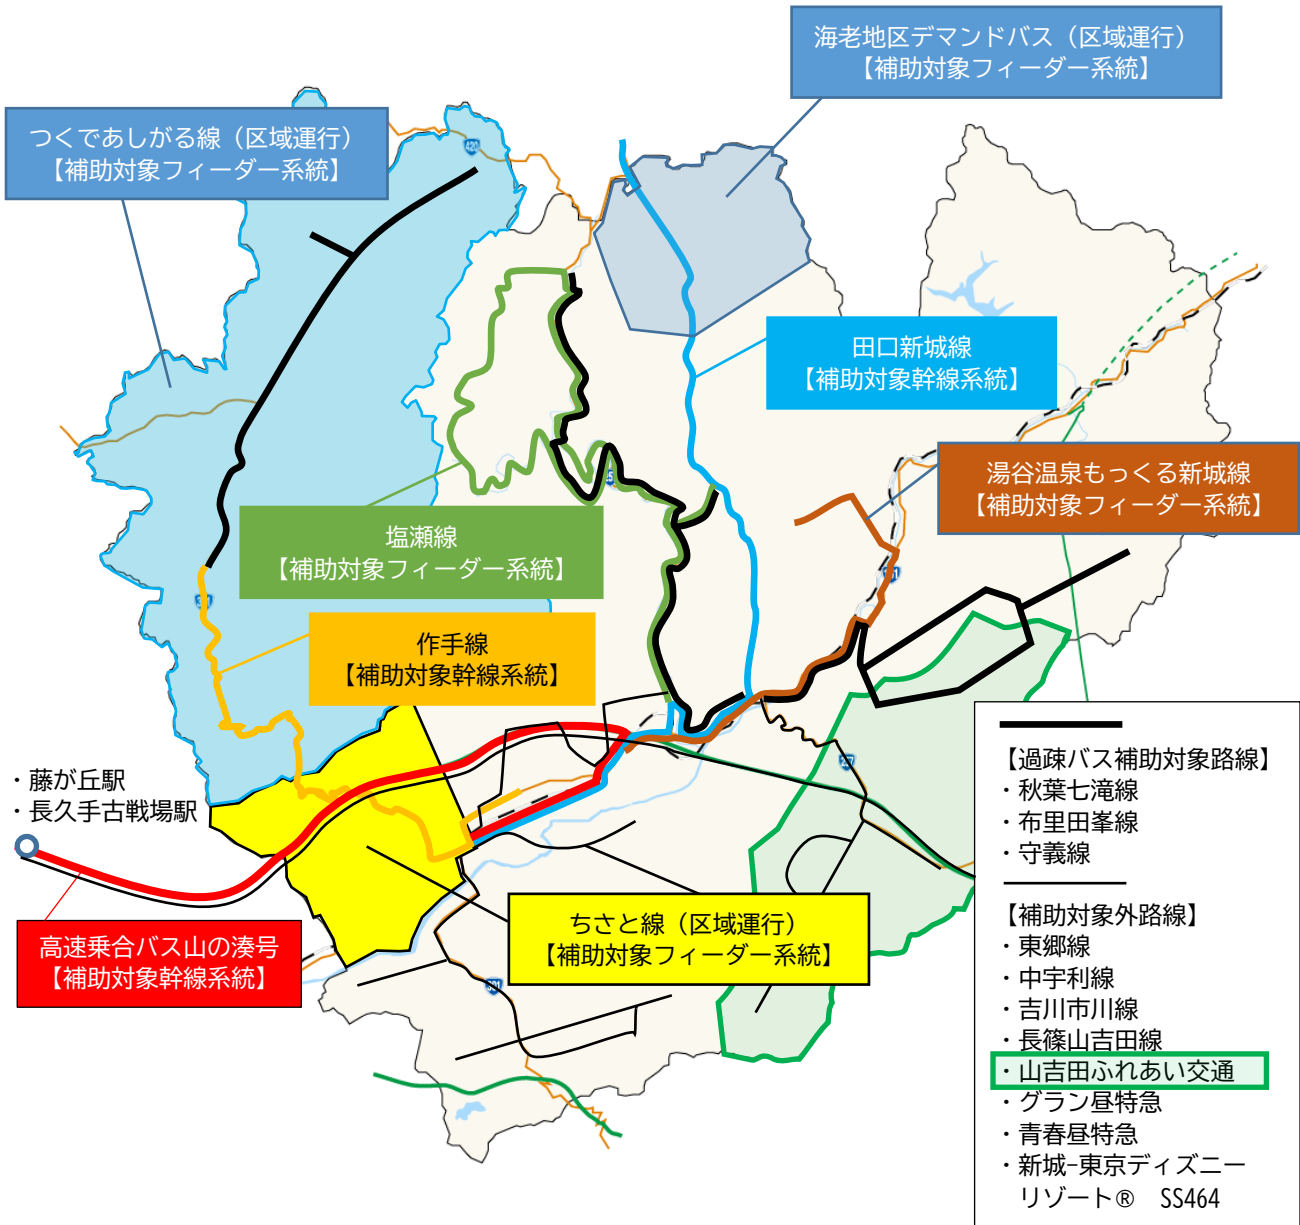 海老地区デマンドバス（区域運行）
【補助対象フィーダー系統】
つくであしがる線（区域運行）
【補助対象フィーダー系統】
420
田口新城線
【補助対象幹線系統】
湯谷温泉もっくる新城線
【補助対象フィーダー系統】
塩瀬線
【補助対象フィーダー系統】
作手線
【補助対象幹線系統】
・藤が丘駅
・長久手古戦場駅
高速乗合バス山の湊号
【補助対象幹線系統】
ちさと線（区域運行）
【補助対象フィーダー系統】
【過疎バス補助対象路線】
・秋葉七滝線
・布里田峯線
・守義線
【補助対象外路線】
・東郷線
・中宇利線
・吉川市川線
・長篠山吉田線
・山吉田ふれあい交通
・グラン昼特急
・青春昼特急
・新城-東京ディズニー
リゾート®　SS464